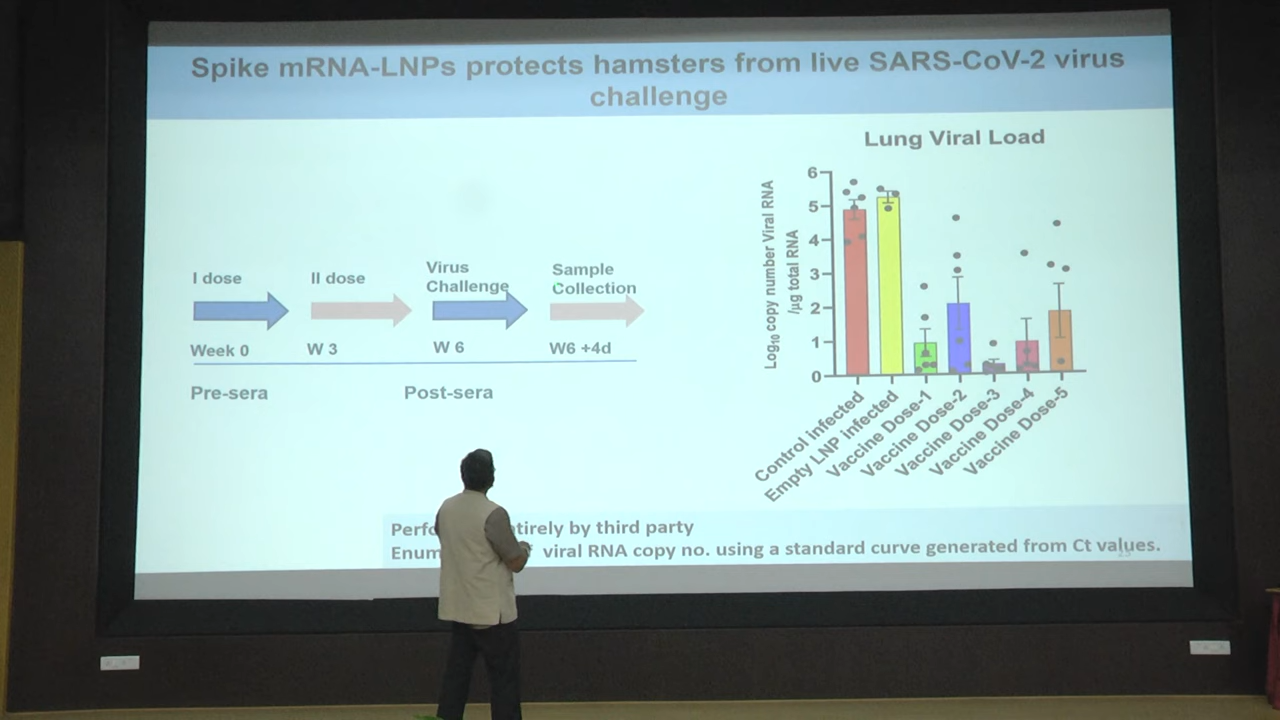 Spike mRNA-LNPs protects hamsters from live SARS-CoV-2 virus
challenge
I dose
II dose
Virus
Challenge
Sample
Collection
Week 0
W 3
W 6
W6 +4d
Pre-sera
Post-sera
Lung Viral Load
Log10 copy number Viral RNA
/µg total RNA
6
5
4
3
2
1
0
Control infected
Empty LNP infected
Vaccine Dose-1
Vaccine Dose-2
Vaccine Dose-3
Vaccine Dose-4
Vaccine Dose-5
by third party
viral RNA copy no. using a standard curve generated from Ct values.